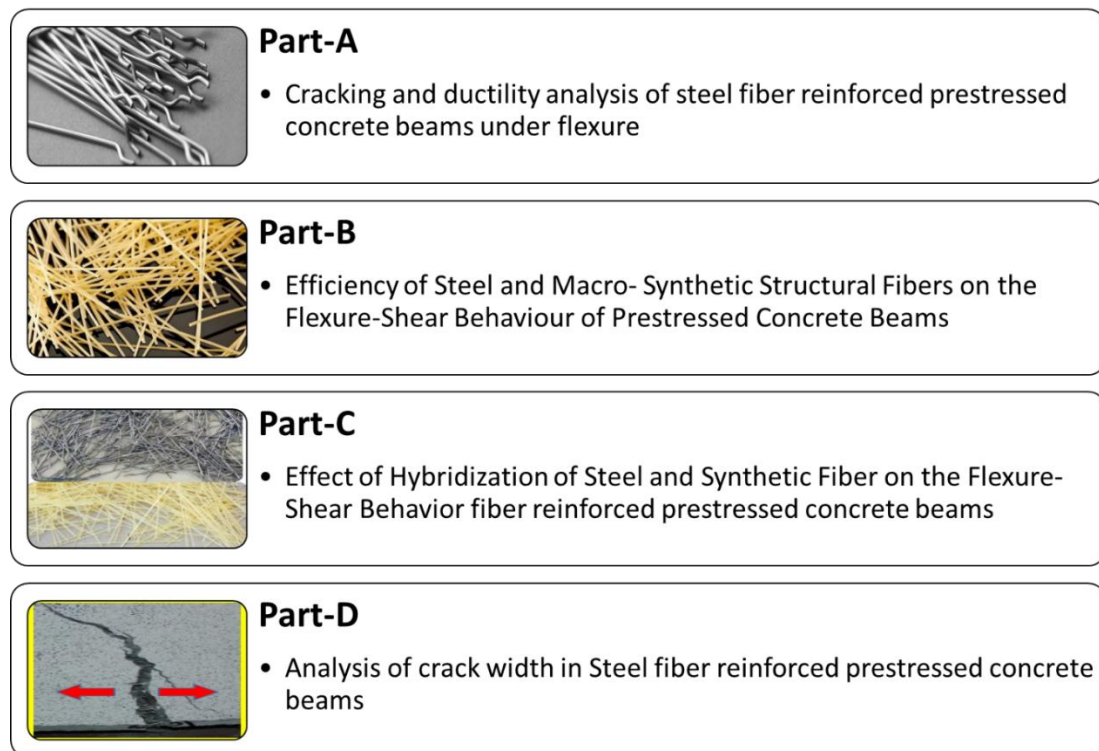 Part-A
• Cracking and ductility analysis of steel fiber reinforced prestressed
concrete beams under flexure
Part-B
• Efficiency of Steel and Macro- Synthetic Structural Fibers on the
Flexure-Shear Behaviour of Prestressed Concrete Beams
Part-C
• Effect of Hybridization of Steel and Synthetic Fiber on the Flexure-
Shear Behavior fiber reinforced prestressed concrete beams
Part-D
• Analysis of crack width in Steel fiber reinforced prestressed concrete
beams